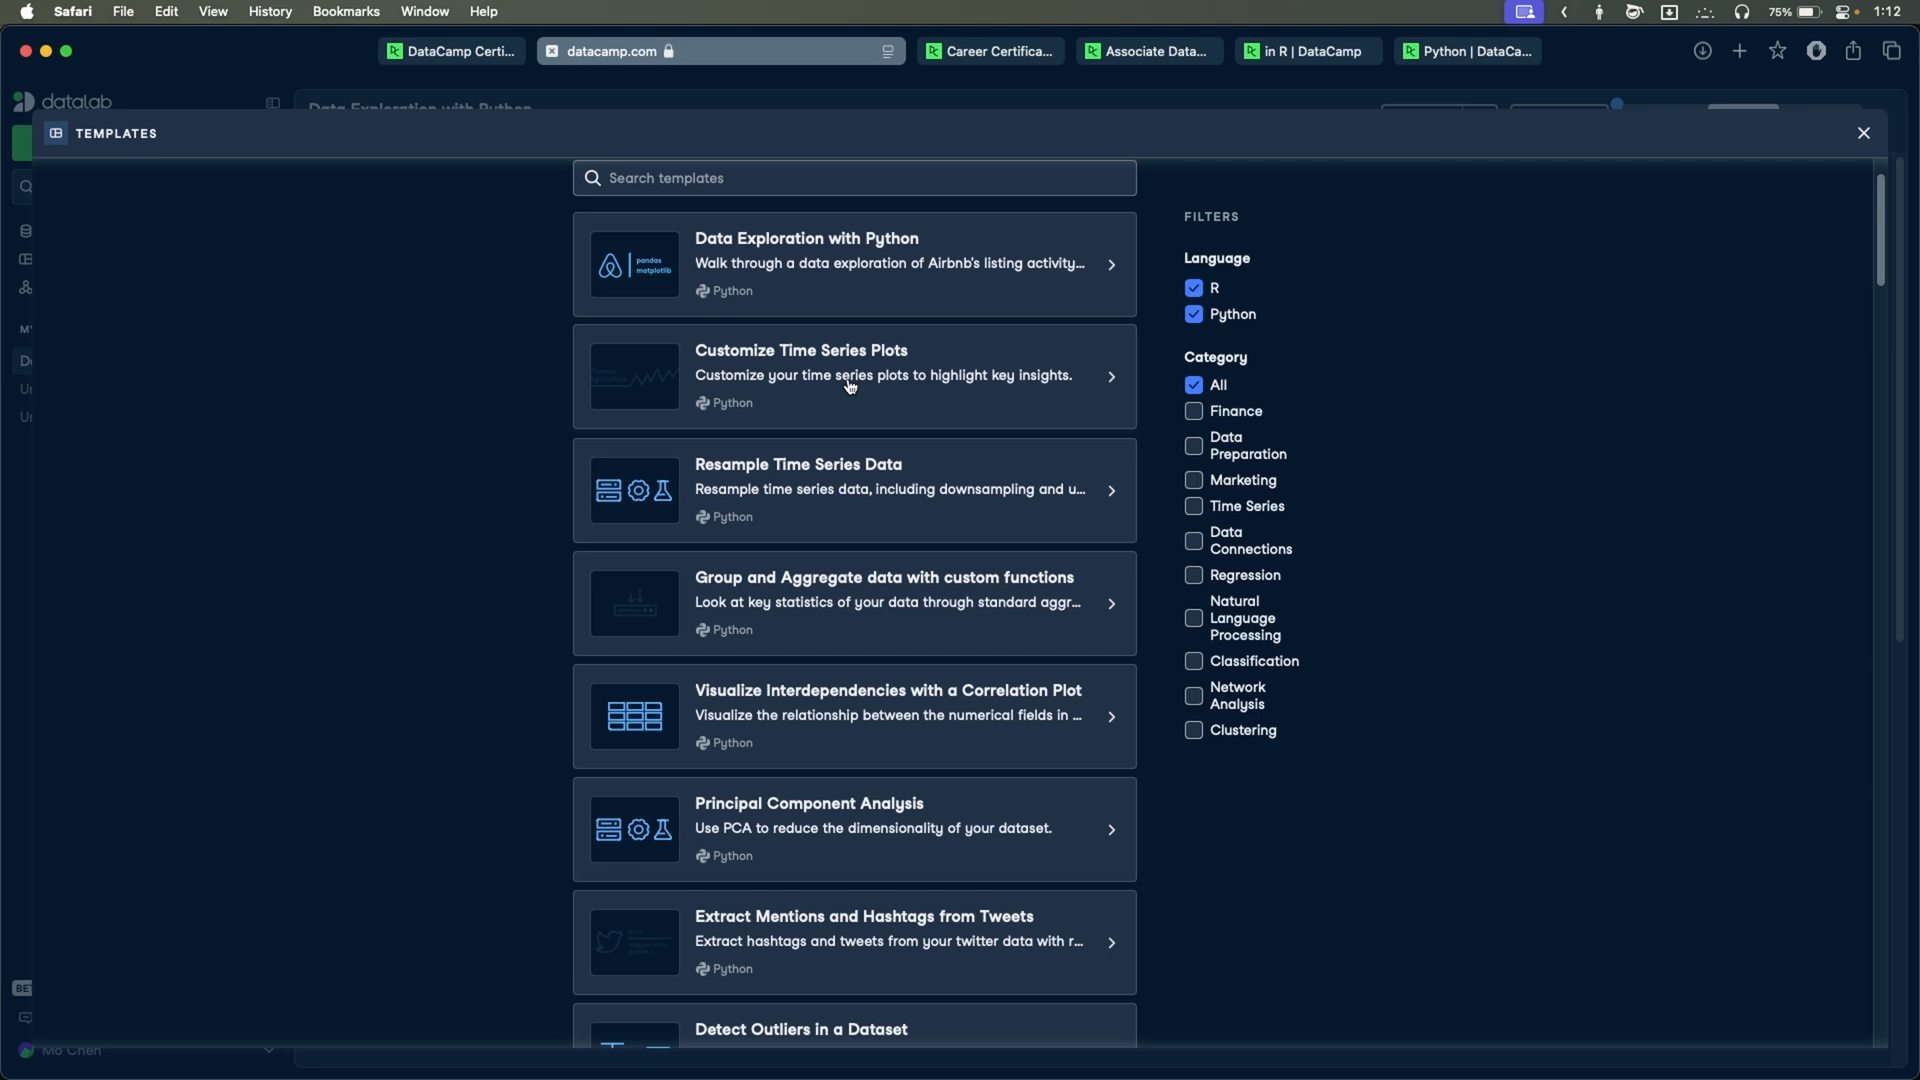 Safari File Edit View History Bookmarks Window Help 75% 1:12
DataCamp Certi... datacamp.com Career Certifica... Associate Data... in R | DataCamp Python | DataCa...
datalab Data Exploration with Python
TEMPLATES
Search templates
Data Exploration with Python
Walk through a data exploration of Airbnb's listing activity...
Python
pandas
matplotlib
Customize Time Series Plots
Customize your time series plots to highlight key insights.
Python
Resample Time Series Data
Resample time series data, including downsampling and u...
Python
Group and Aggregate data with custom functions
Look at key statistics of your data through standard aggr...
Python
Visualize Interdependencies with a Correlation Plot
Visualize the relationship between the numerical fields in ...
Python
Principal Component Analysis
Use PCA to reduce the dimensionality of your dataset.
Python
Extract Mentions and Hashtags from Tweets
Extract hashtags and tweets from your twitter data with r...
Python
Detect Outliers in a Dataset
FILTERS
Language
R
Python
Category
All
Finance
Data
Preparation
Marketing
Time Series
Data
Connections
Regression
Natural
Language
Processing
Classification
Network
Analysis
Clustering
Mo Chen